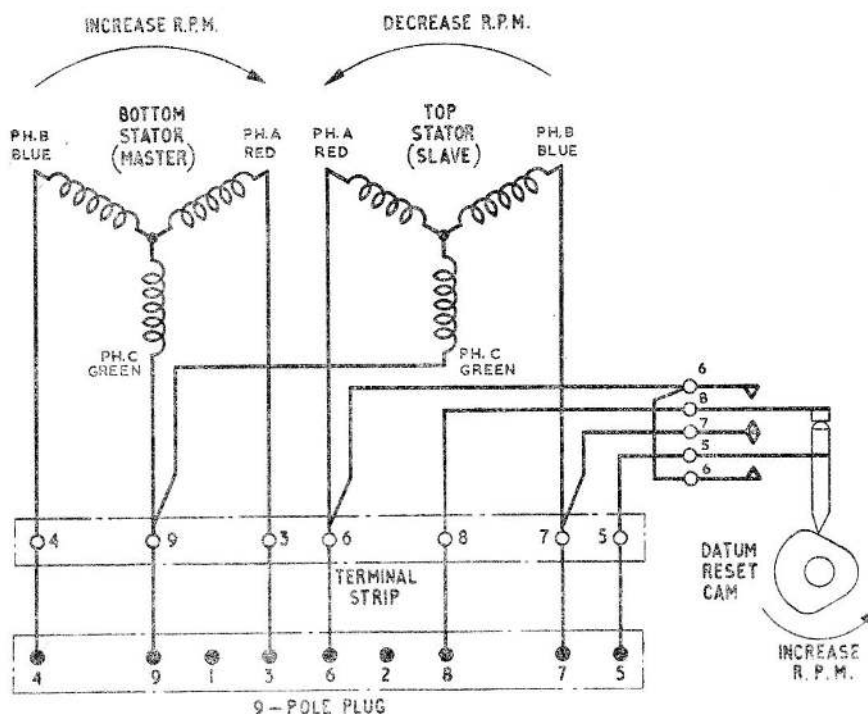 INCREASE R.P.M.
DECREASE R.P.M.
BOTTOM
STATOR
(MASTER)
TOP
STATOR
(SLAVE)
PH.B
BLUE
PH.A
RED
PH.A
RED
PH.B
BLUE
PH.C
GREEN
PH.C
GREEN
6
8
7
5
6
4
9
3
6
8
7
5
TERMINAL
STRIP
DATUM
RESET
CAM
INCREASE
R.P.M.
4
9
1
3
6
2
8
7
5
9-POLE PLUG